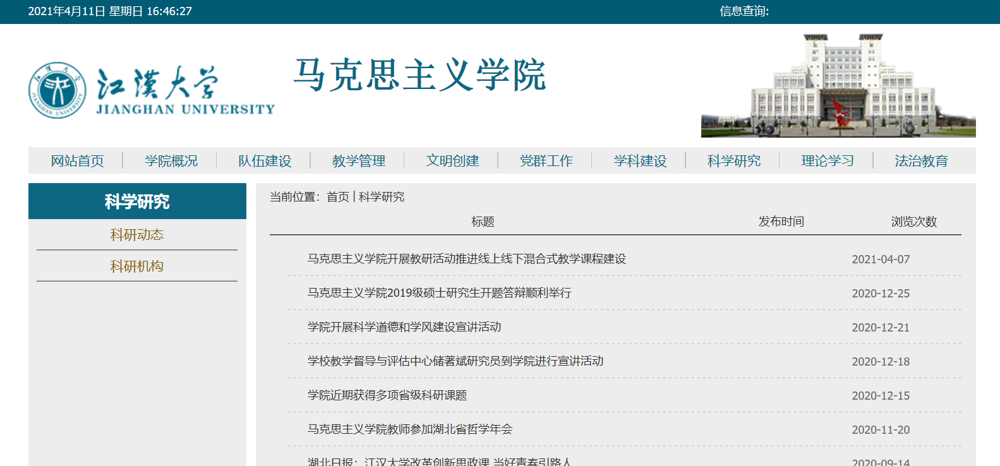 2021年4月11日 星期日 16:46:27
信息查询:
江漢大学
JIANGHAN UNIVERSITY
马克思主义学院
网站首页 学院概况 队伍建设 教学管理 文明创建 党群工作 学科建设 科学研究 理论学习 法治教育
科学研究
科研动态
科研机构
当前位置：首页 | 科学研究
标题 发布时间 浏览次数
马克思主义学院开展教研活动推进线上线下混合式教学课程建设 2021-04-07
马克思主义学院2019级硕士研究生开题答辩顺利举行 2020-12-25
学院开展科学道德和学风建设宣讲活动 2020-12-21
学校教学督导与评估中心储著斌研究员到学院进行宣讲活动 2020-12-18
学院近期获得多项省级科研课题 2020-12-15
马克思主义学院教师参加湖北省哲学年会 2020-11-20
湖北日报：江汉大学改革创新思政课 当好青春引路人 2020-09-14